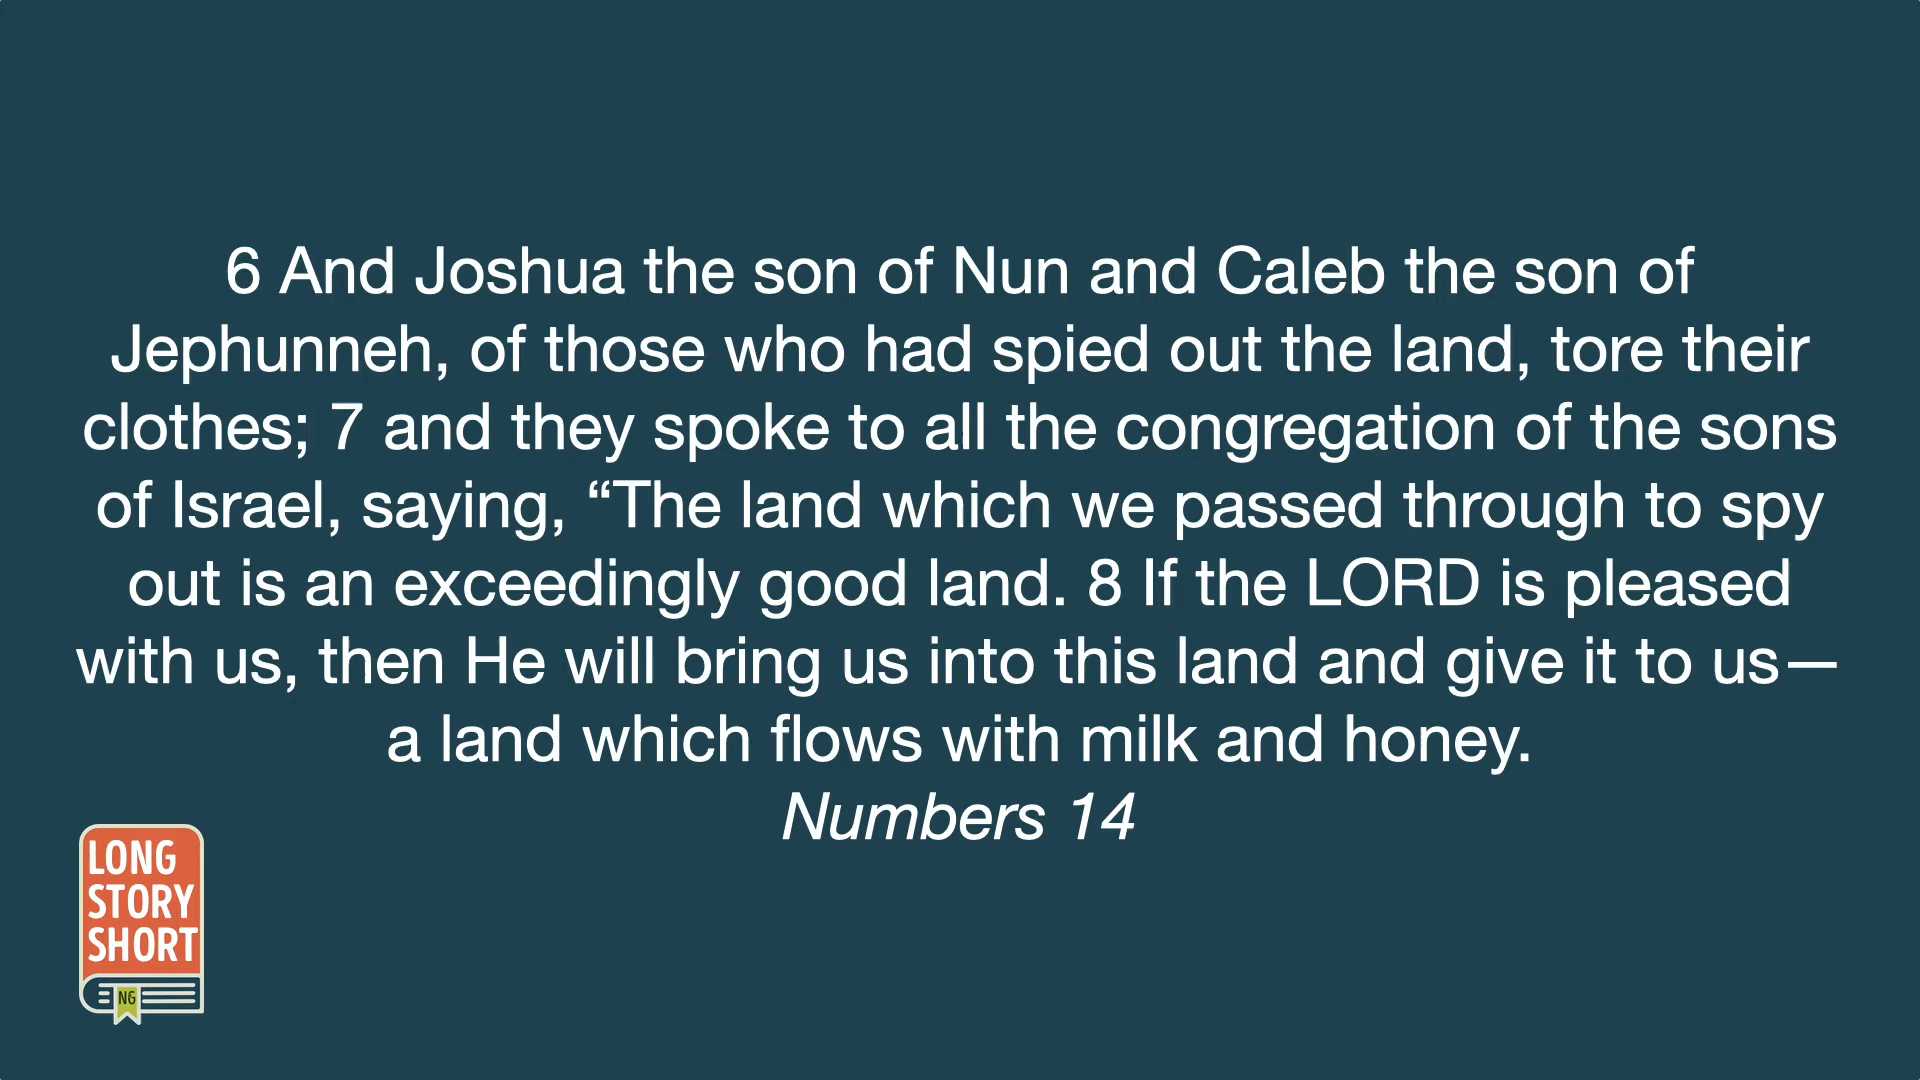 6 And Joshua the son of Nun and Caleb the son of
Jephunneh, of those who had spied out the land, tore their
clothes; 7 and they spoke to all the congregation of the sons
of Israel, saying, “The land which we passed through to spy
out is an exceedingly good land. 8 If the LORD is pleased
with us, then He will bring us into this land and give it to us—
a land which flows with milk and honey.
Numbers 14
LONG
STORY
SHORT
NG